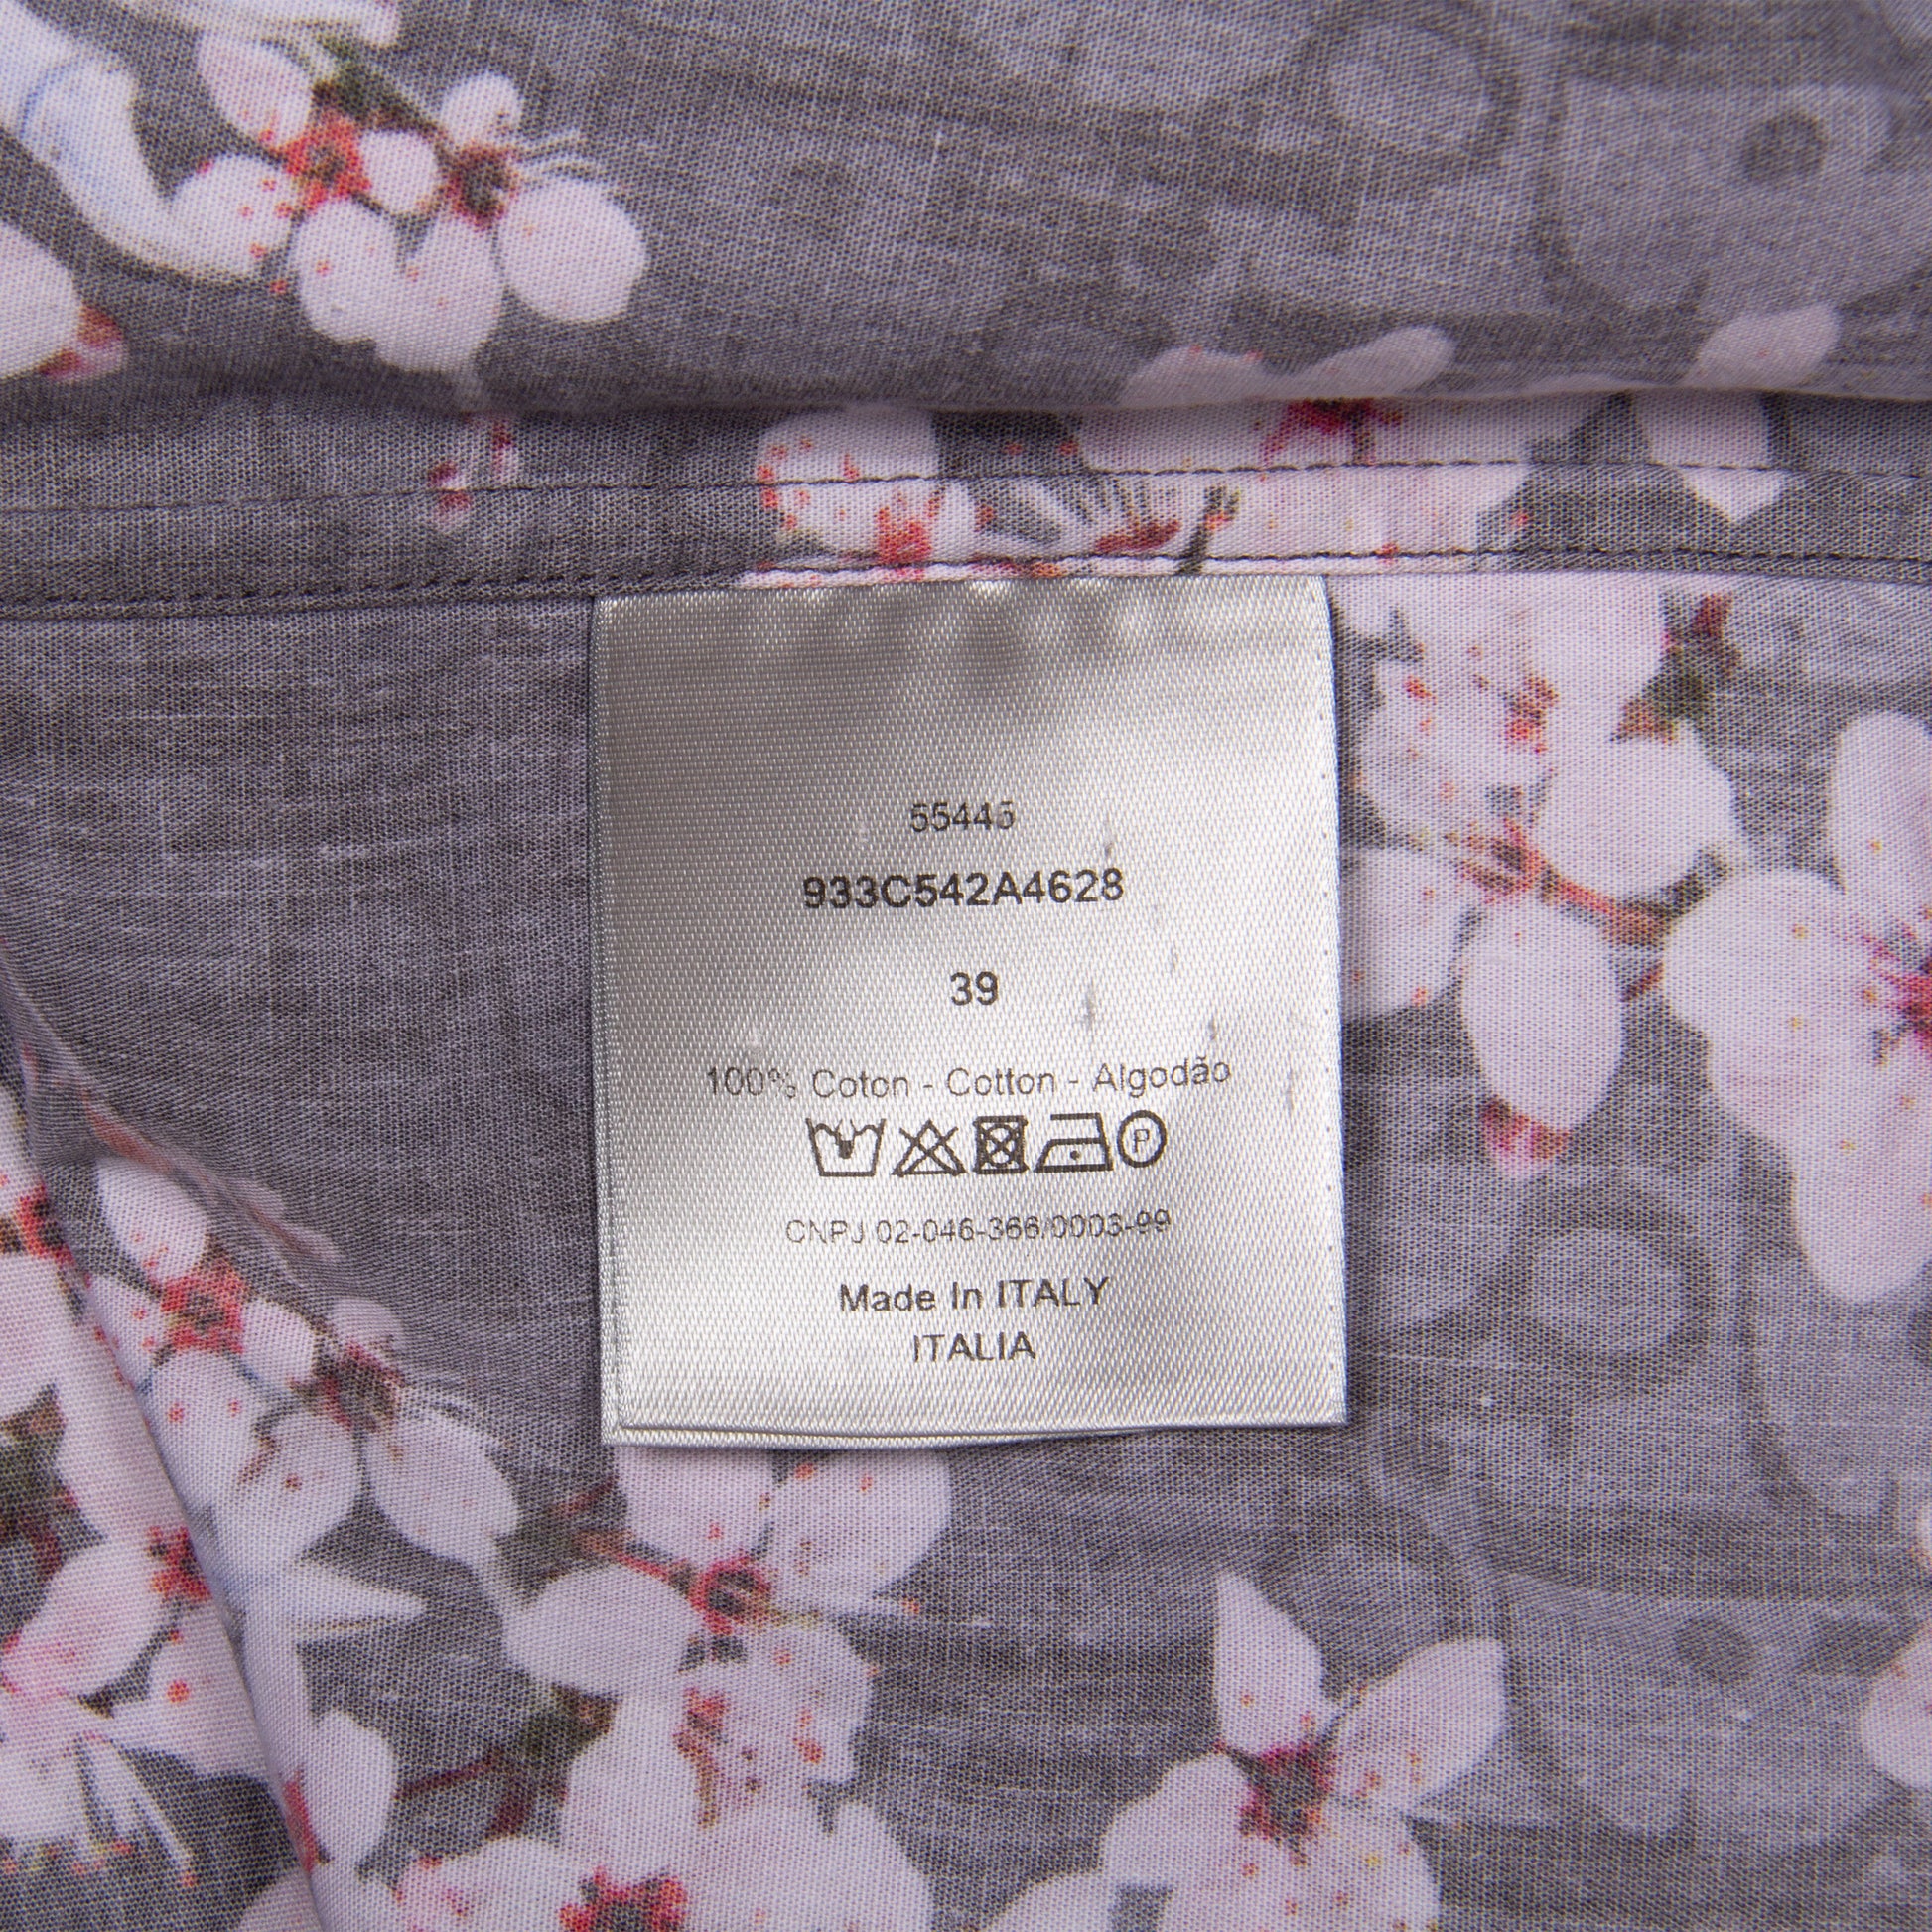 55445
933C542A4628
39
100% Coton - Cotton - Algodão
P
CNPJ 02-046-366/0003-99
Made In ITALY
ITALIA